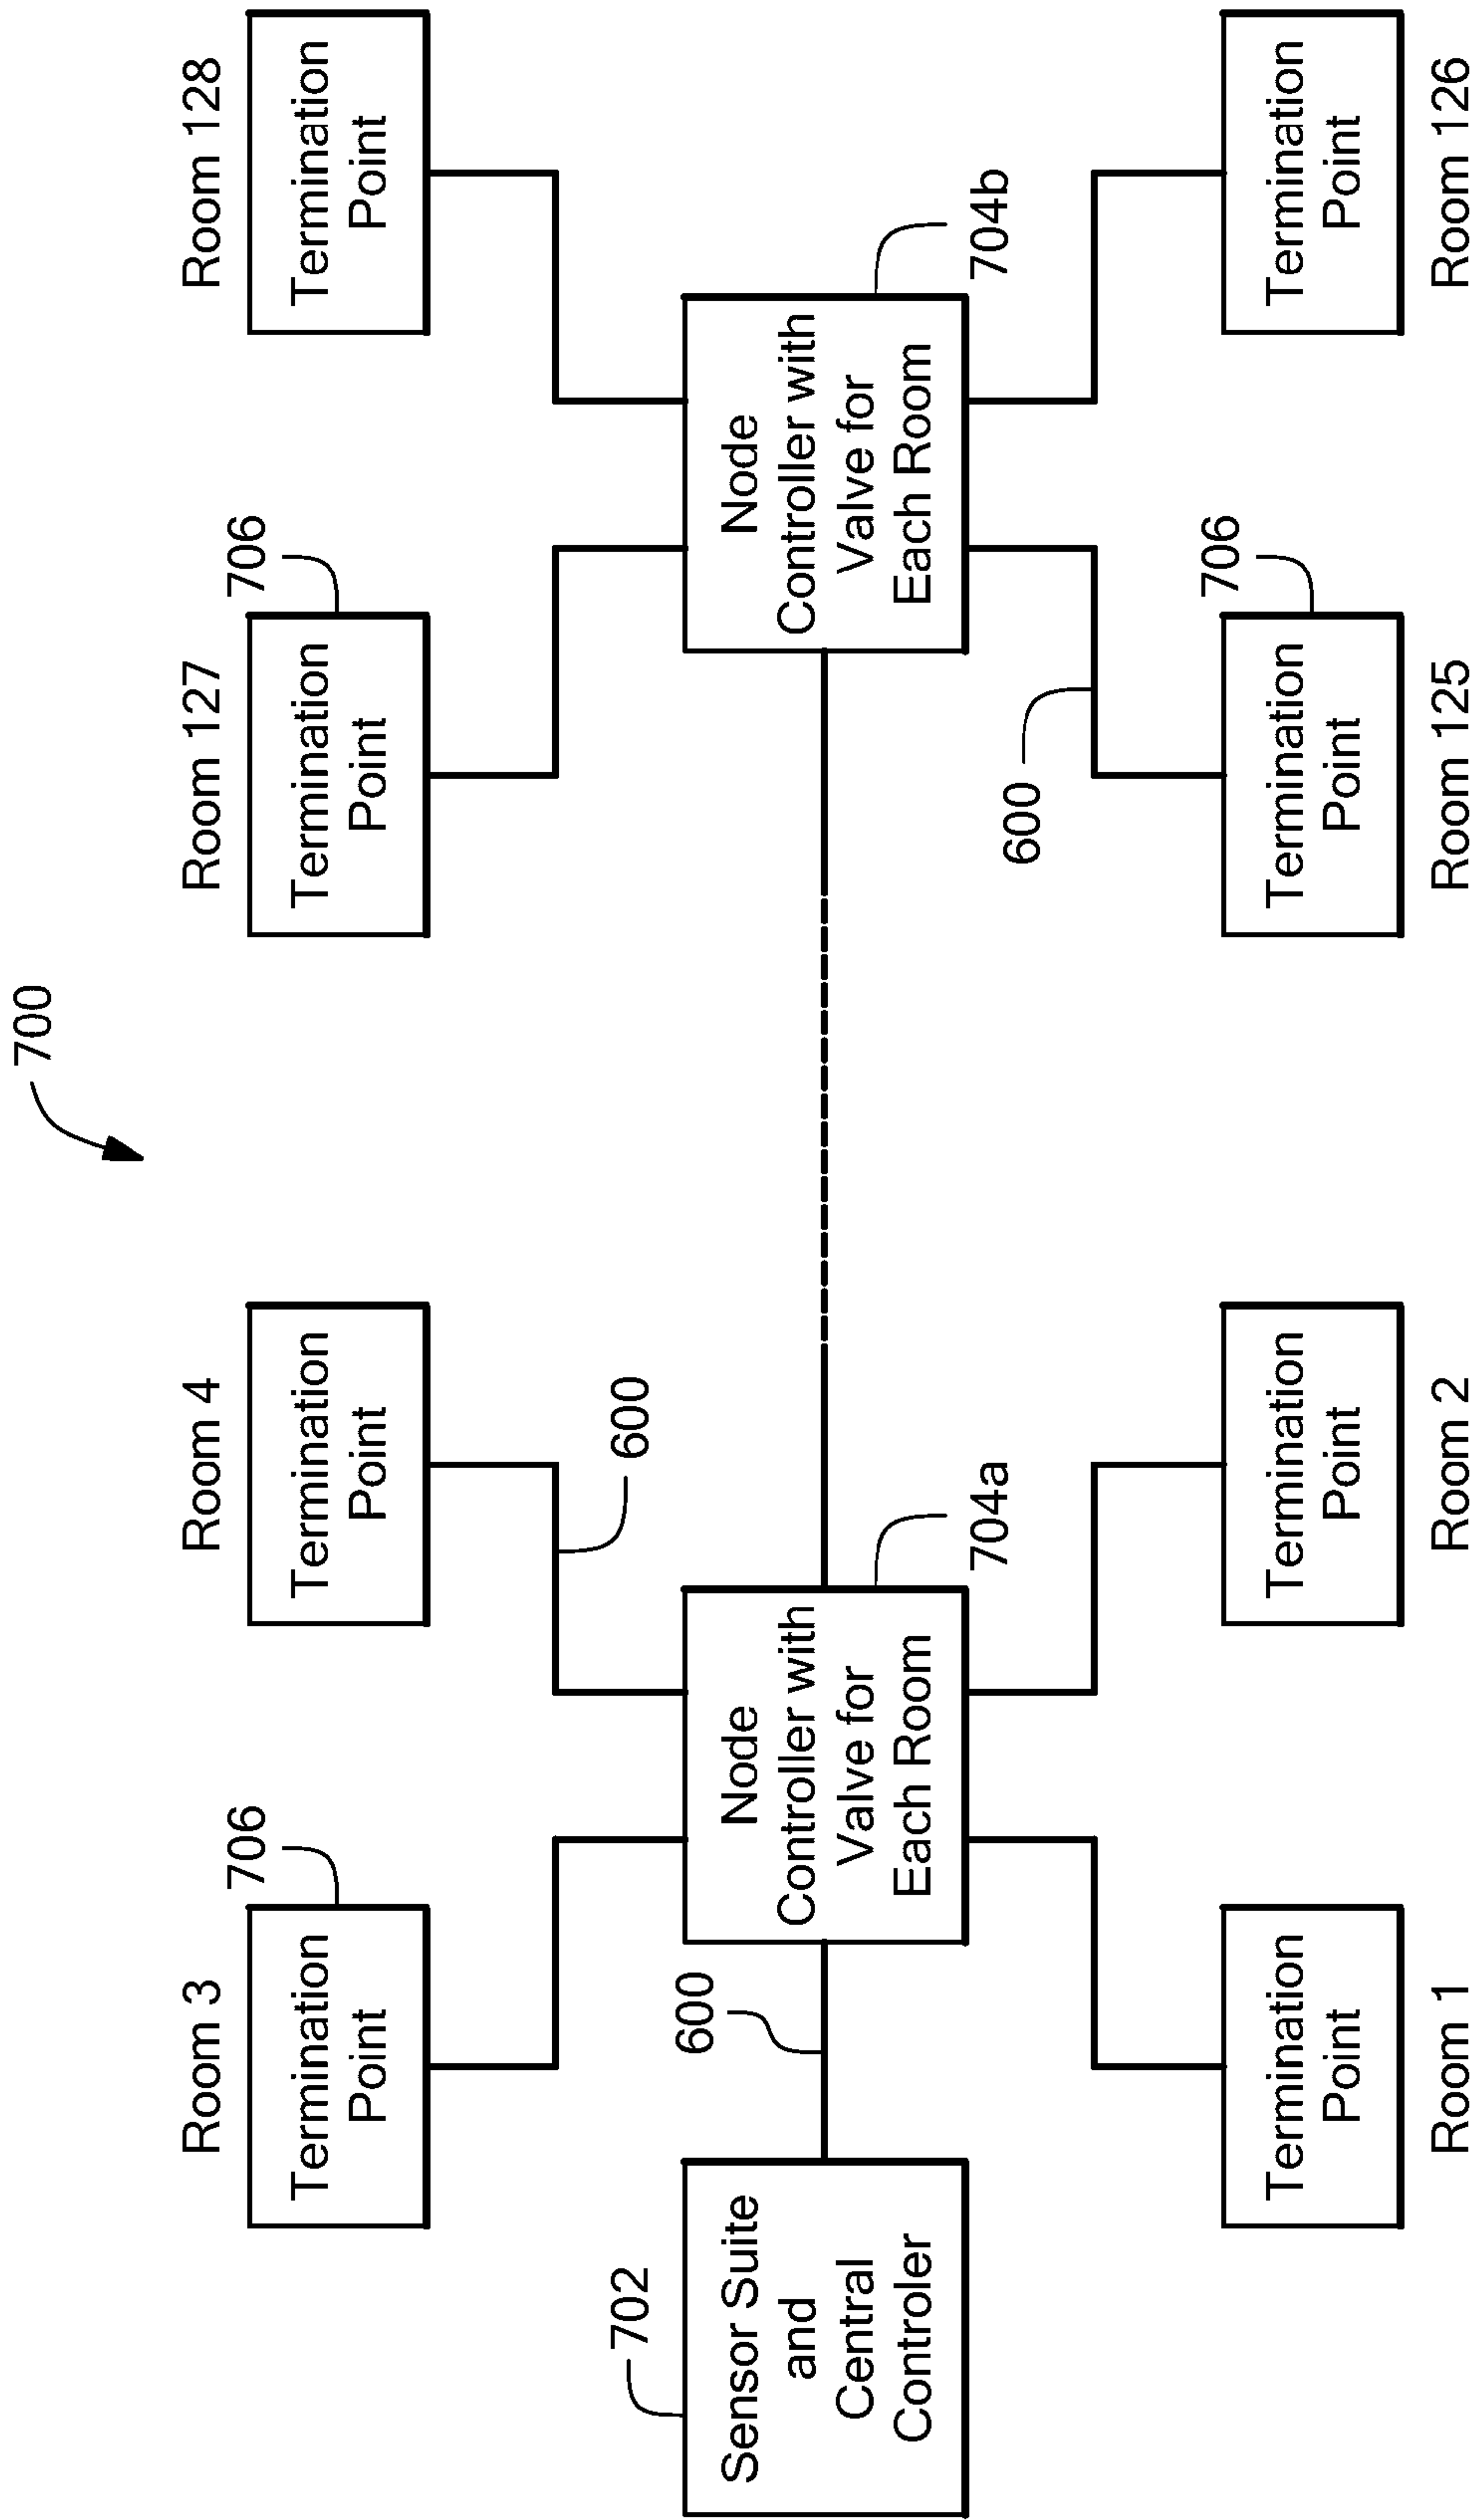 700
Room 3
Room 4
Room 127
Room 128
706
706
Termination
Point
Termination
Point
Termination
Point
Termination
Point
702
600
600
Sensor Suite
and
Central
Controler
Node
Controller with
Valve for
Each Room
Node
Controller with
Valve for
Each Room
704a
704b
600
706
Termination
Point
Termination
Point
Termination
Point
Termination
Point
Room 1
Room 2
Room 125
Room 126